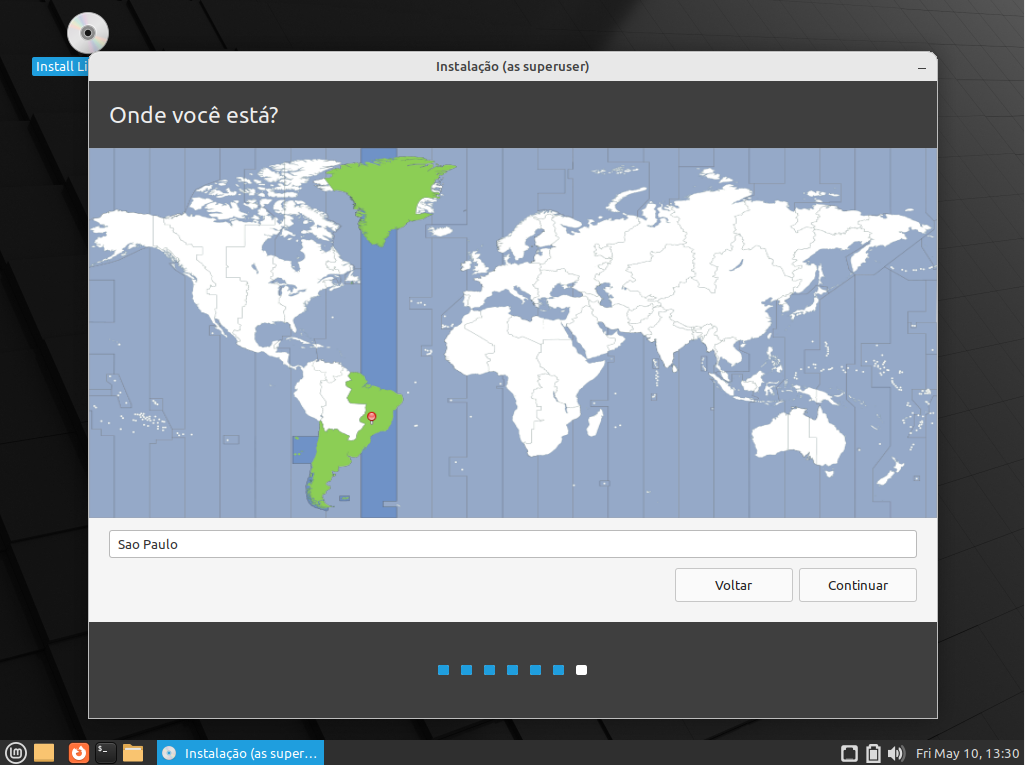 Install Li
Instalação (as superuser)
Onde você está?
Sao Paulo
Voltar
Continuar
Instalação (as super...
Fri May 10, 13:30